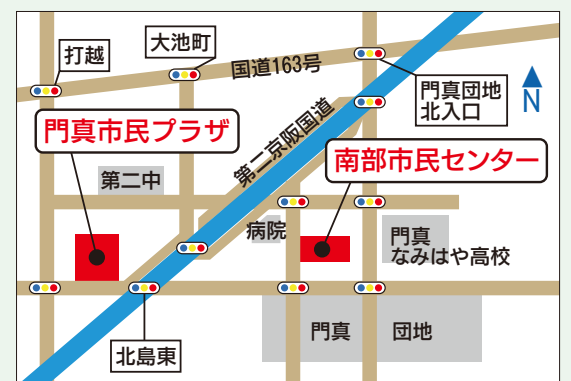 打越
大池町
国道163号
門真団地
北入口
N
門真市民プラザ
第二京阪国道
南部市民センター
第二中
病院
門真
なみはや高校
門真 団地
北島東